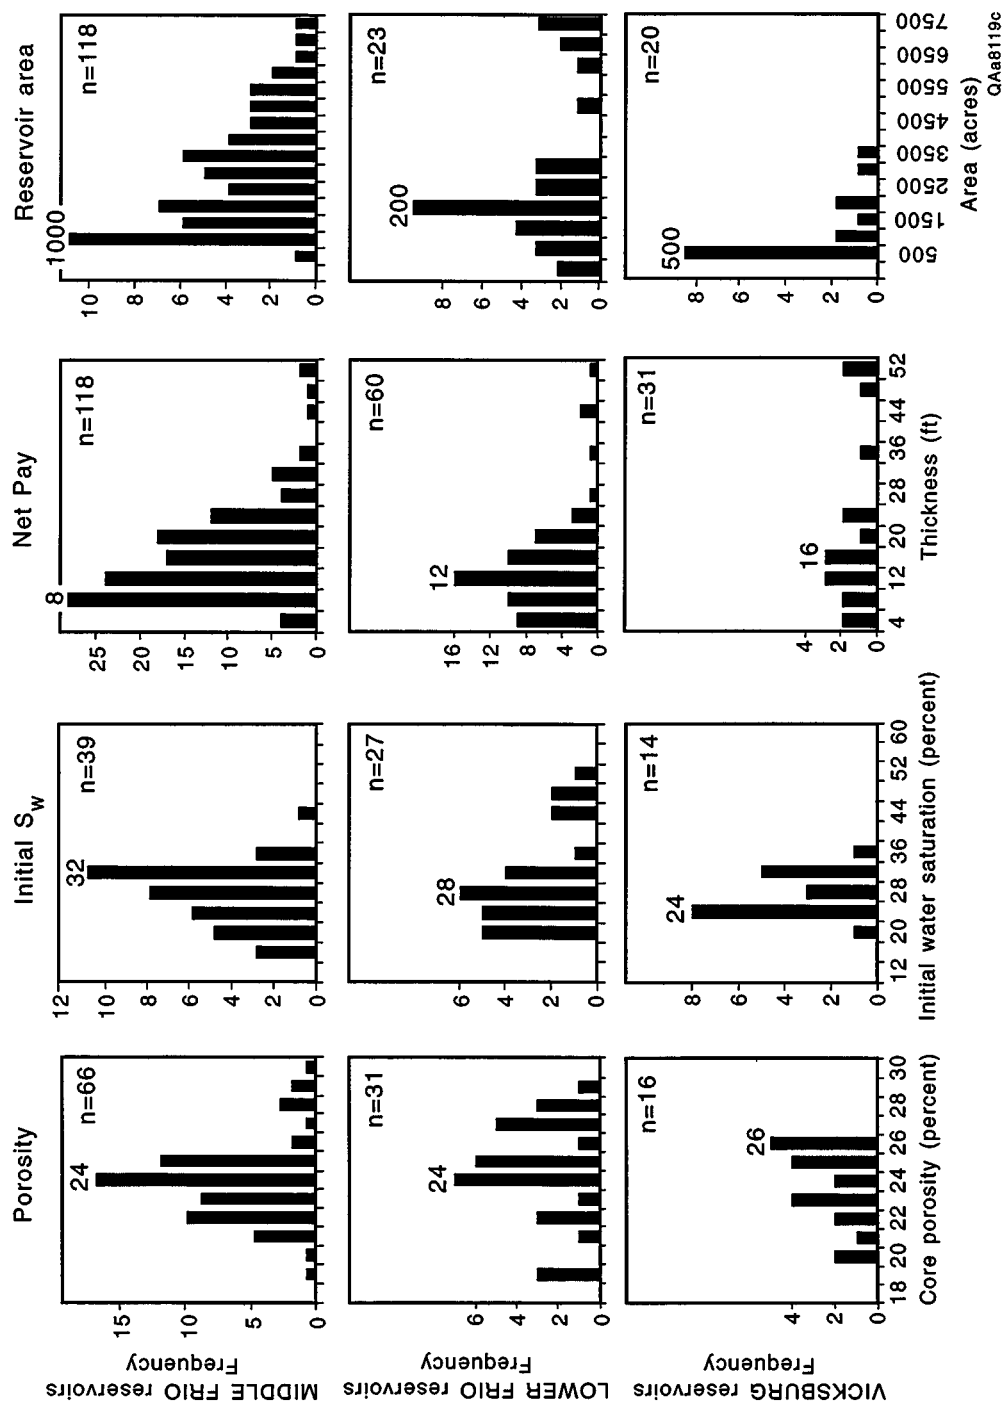 Porosity
Initial Sw
Net Pay
Reservoir area
MIDDLE FRIO reservoirs
Frequency
15
10
5
0
24
n=66
12
10
8
6
4
2
0
32
n=39
25
20
15
10
5
0
8
n=118
10
8
6
4
2
0
1000
n=118
LOWER FRIO reservoirs
Frequency
6
4
2
0
24
n=31
6
4
2
0
28
n=27
16
12
8
4
0
12
n=60
8
6
4
2
0
200
n=23
VICKSBURG reservoirs
Frequency
4
2
0
26
n=16
18 20 22 24 26 28 30
Core porosity (percent)
8
6
4
2
0
24
n=14
12 20 28 36 44 52 60
Initial water saturation (percent)
4
2
0
16
n=31
4 12 20 28 36 44 52
Thickness (ft)
8
6
4
2
0
500
n=20
500 1500 2500 3500 4500 5500 6500 7500
Area (acres)
QAa8119c